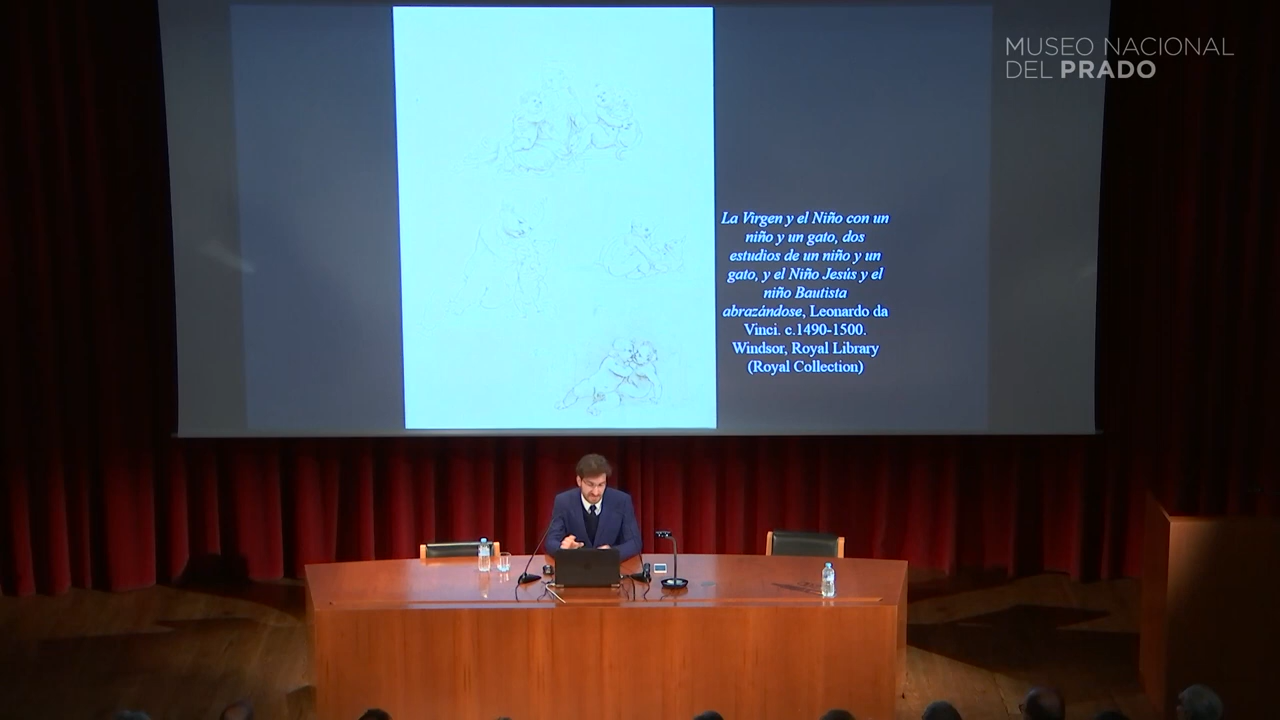 MUSEO NACIONAL
DEL PRADO
La Virgen y el Niño con un
niño y un gato, dos
estudios de un niño y un
gato, y el Niño Jesús y el
niño Bautista
abrazándose, Leonardo da
Vinci. c.1490-1500.
Windsor, Royal Library
(Royal Collection)